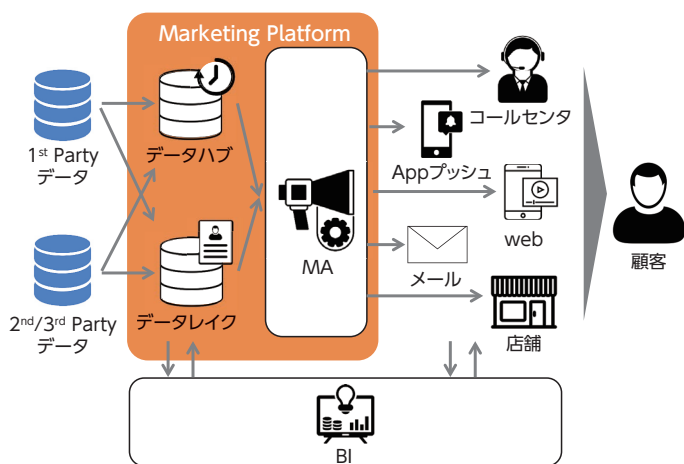 Marketing Platform
1st Party
データ
2nd/3rd Party
データ
データハブ
データレイク
MA
コールセンタ
Appプッシュ
web
メール
店舗
顧客
BI